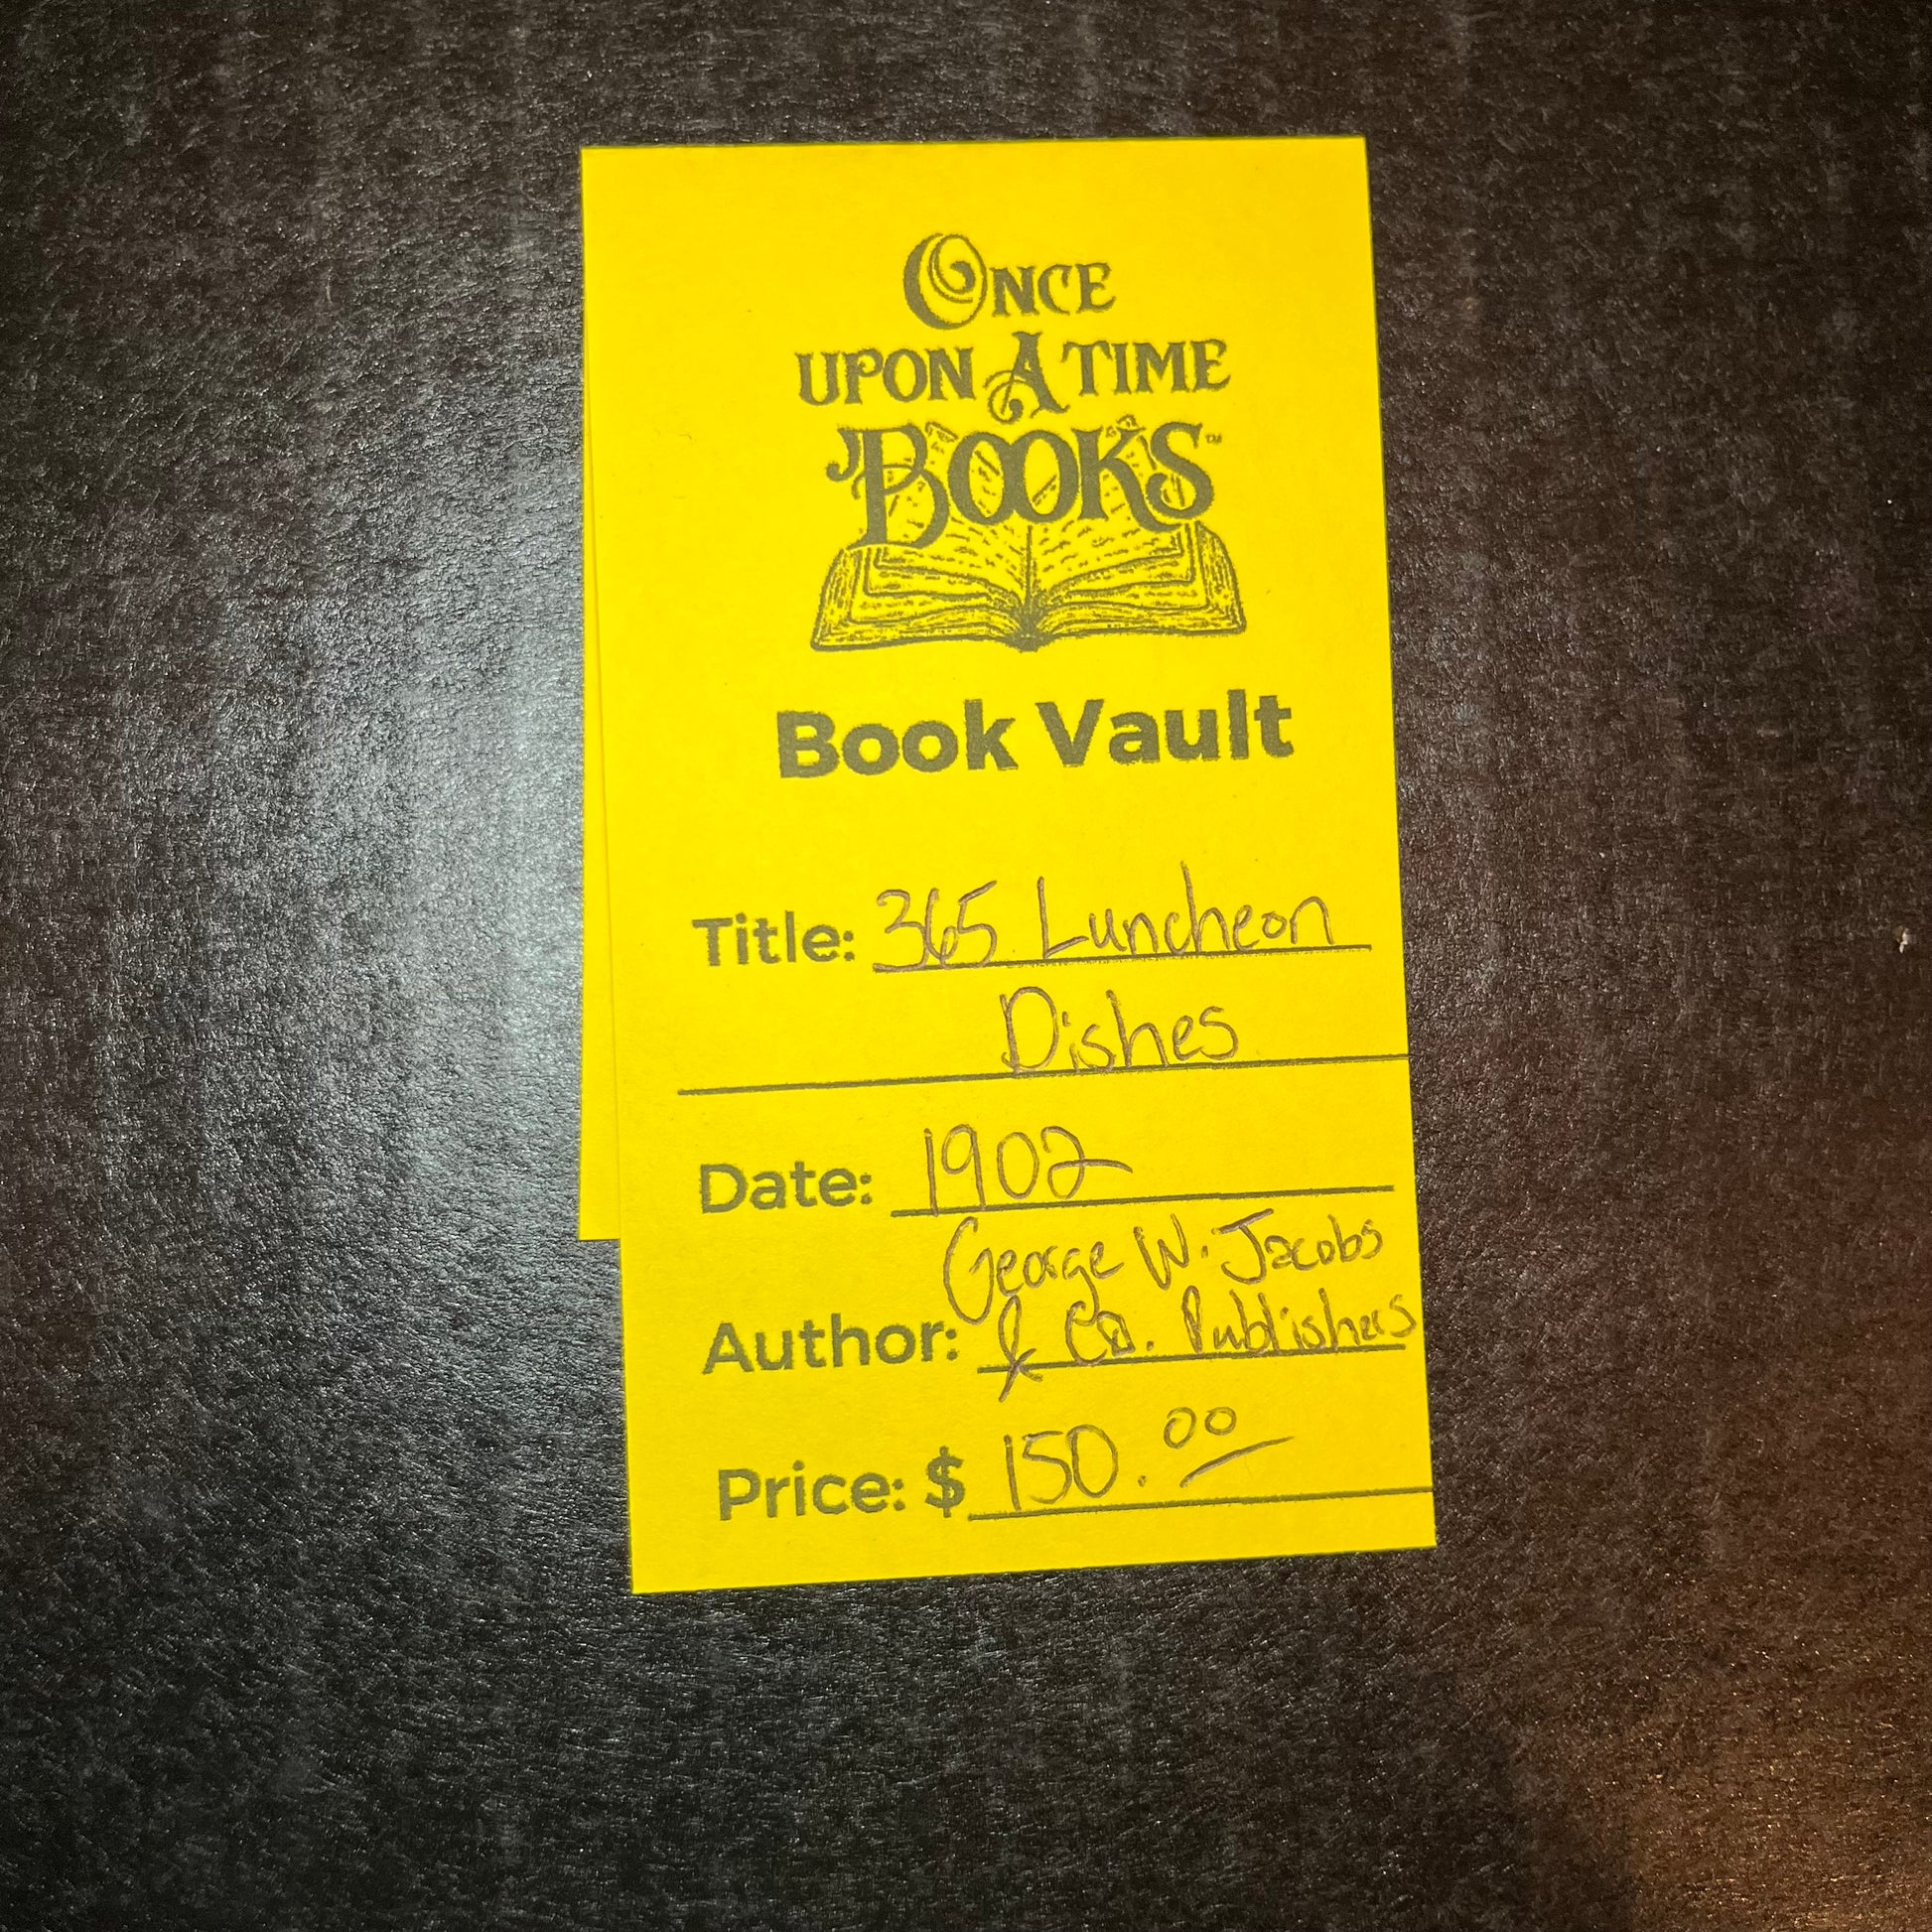 ONCE
UPON A TIME
BOOKS™
Book Vault
Title: 365 Luncheon
Dishes
Date: 1902
George W. Jacobs
Author: & Co. Publishers
Price: $ 150.00